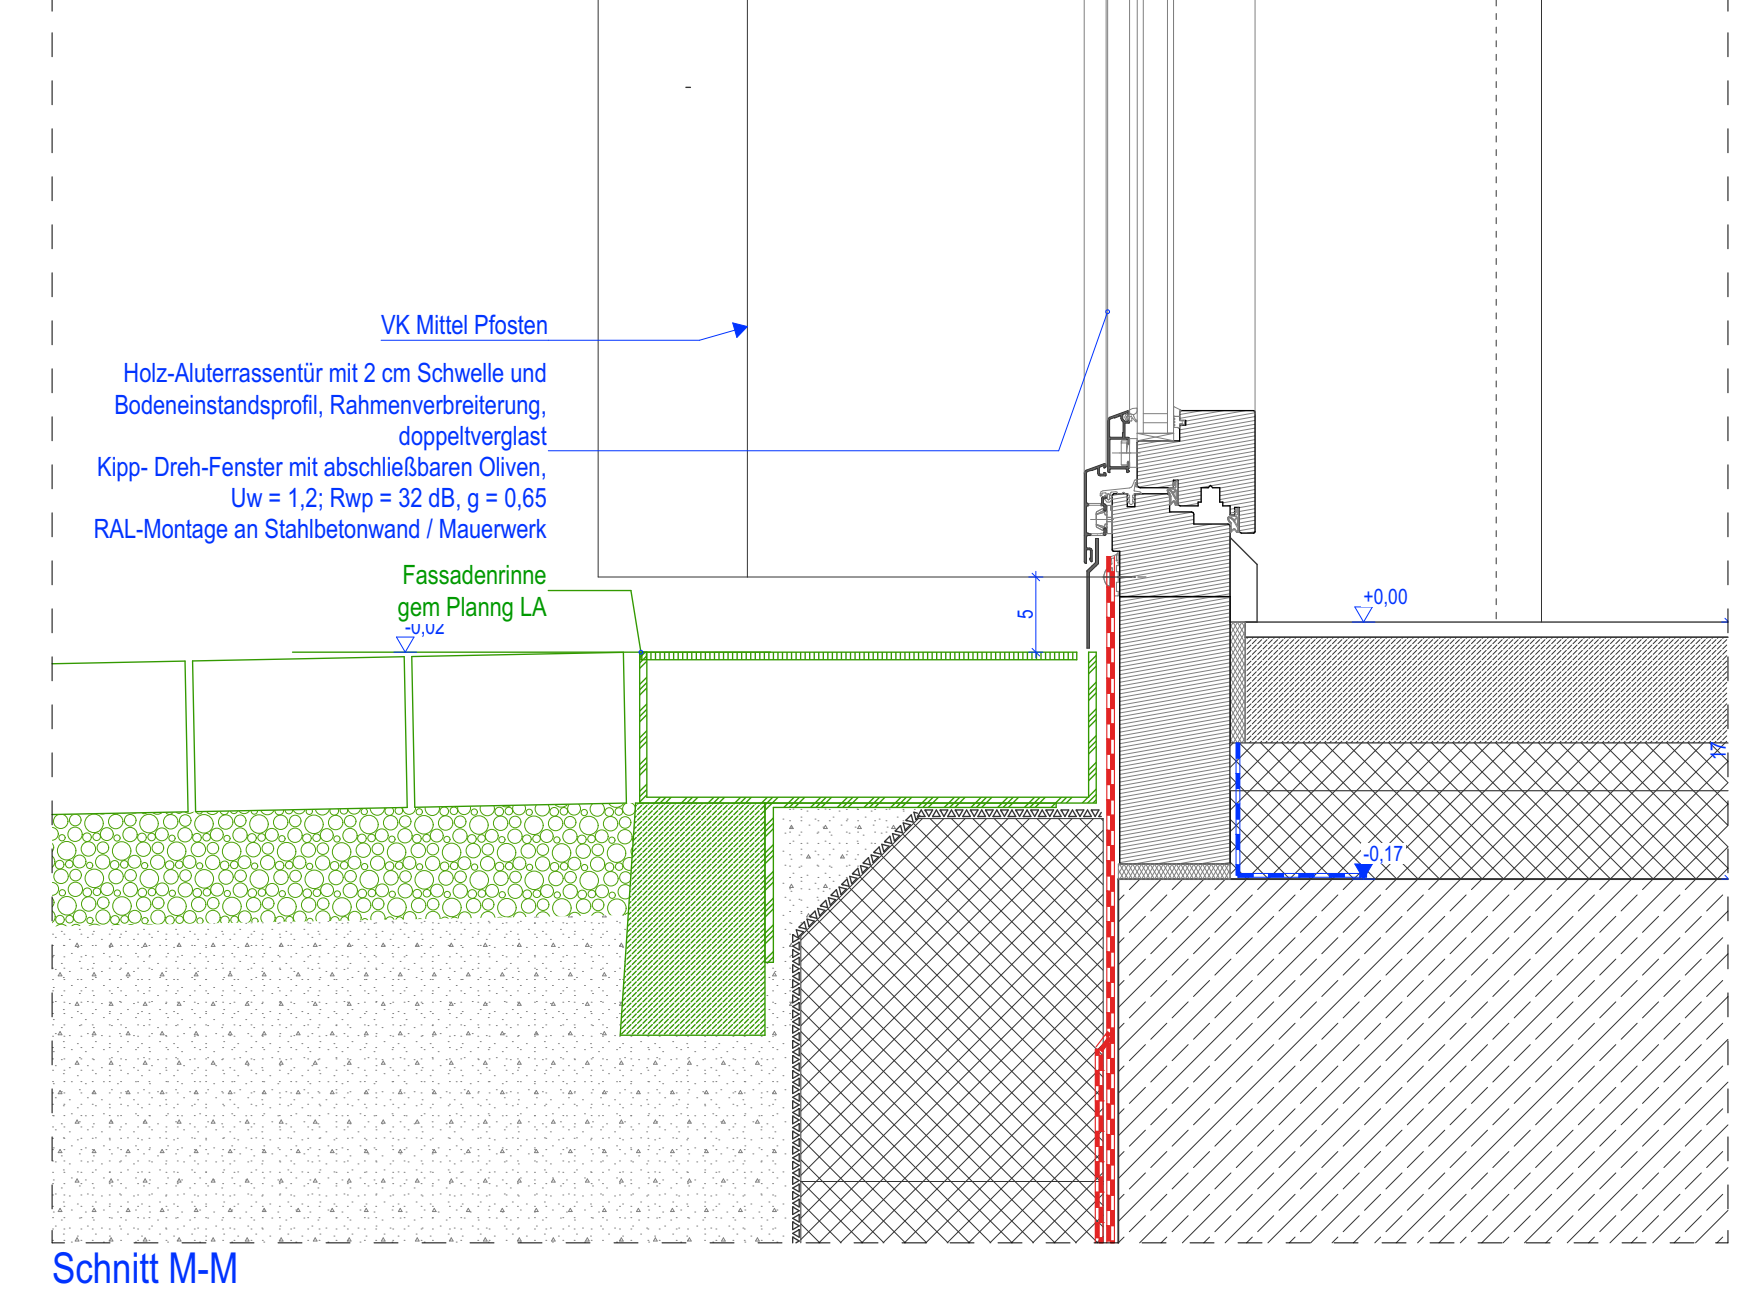 VK Mittel Pfosten
Holz-Aluterrassentür mit 2 cm Schwelle und
Bodeneinstandsprofil, Rahmenverbreiterung,
doppeltverglast
Kipp- Dreh-Fenster mit abschließbaren Oliven,
Uw = 1,2; Rwp = 32 dB, g = 0,65
RAL-Montage an Stahlbetonwand / Mauerwerk
Fassadenrinne
gem Planng LA
-0,02
5
+0,00
17
-0,17
Schnitt M-M